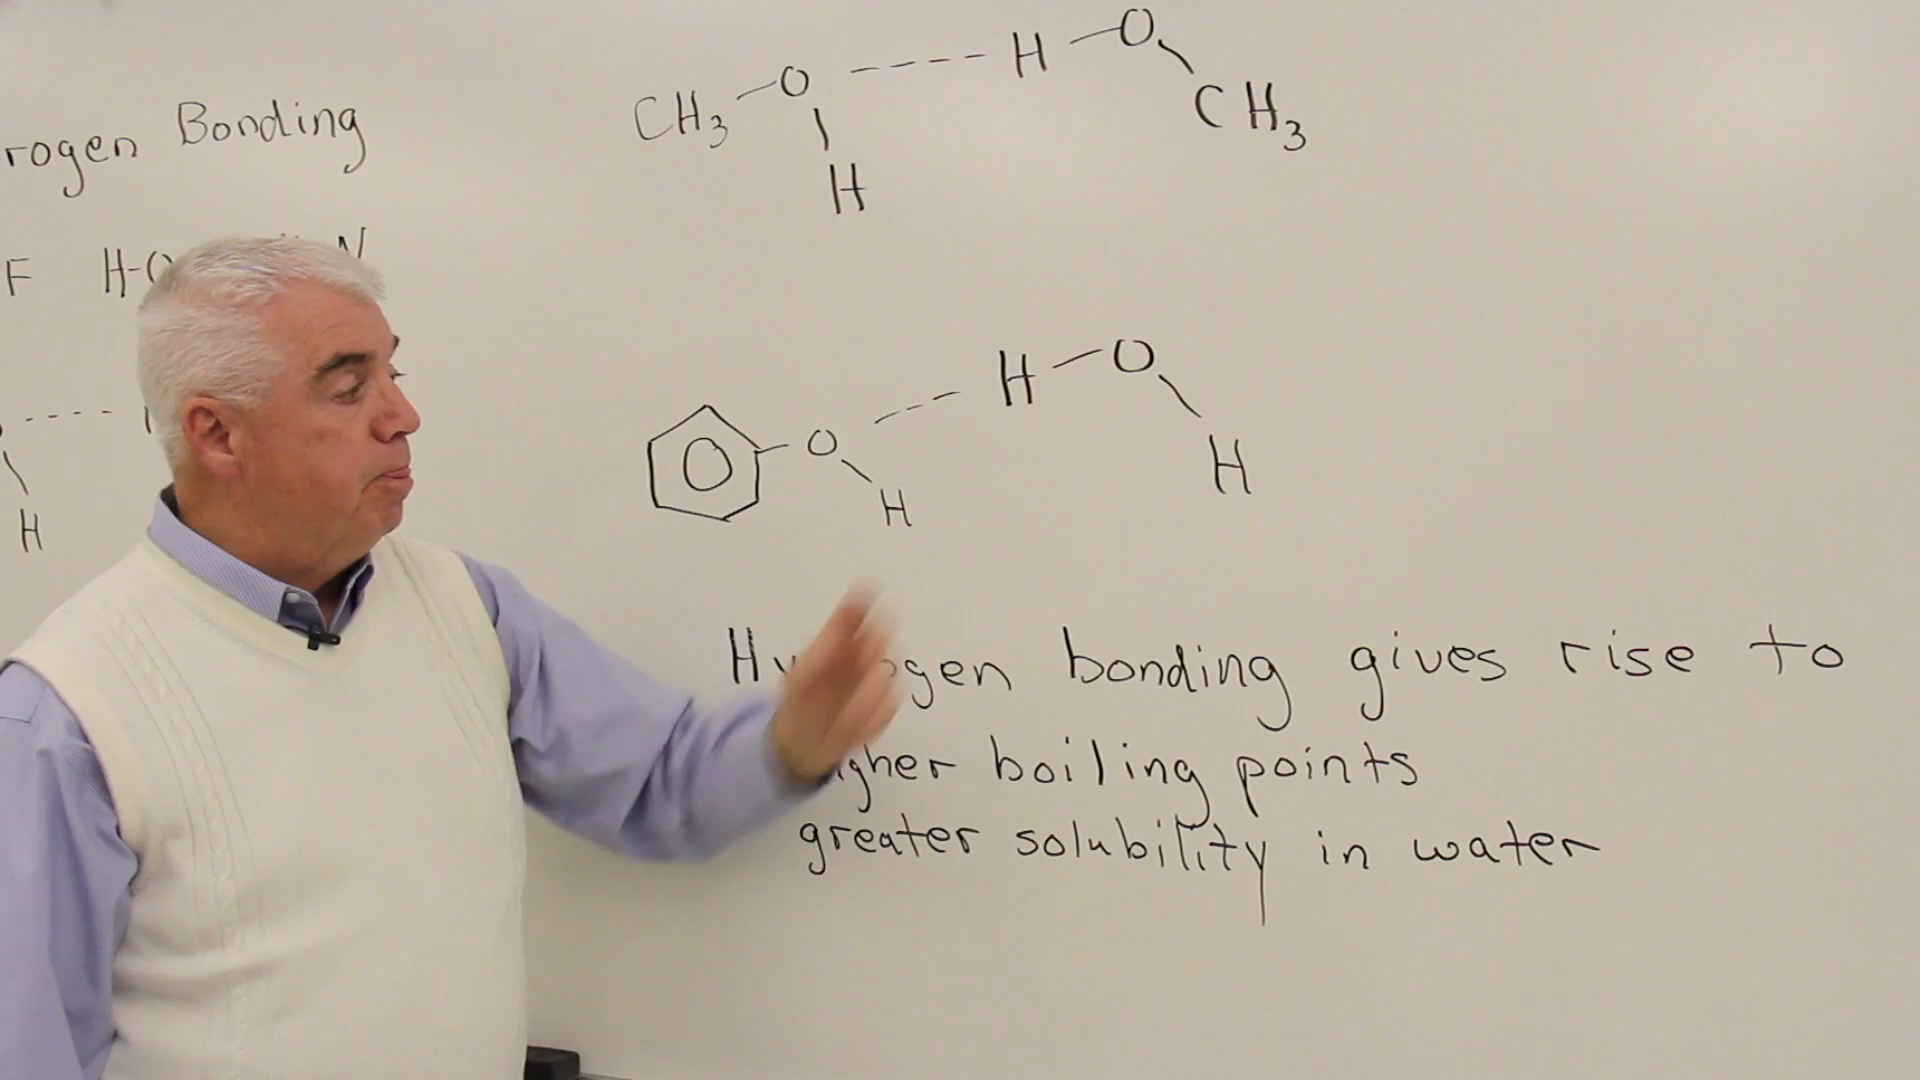 rogen Bonding
F H-O N
H
CH3-O ---- H-O
H
CH3
O --- H-O
H
H
gen bonding gives rise to
gher boiling points
greater solubility in water